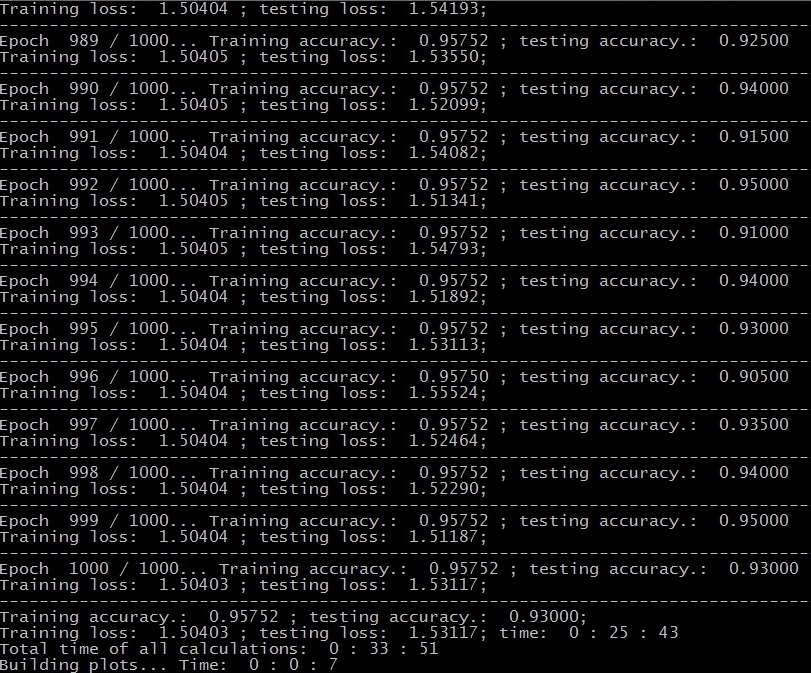 Training loss:  1.50404 ; testing loss:  1.54193;
--------------------------------------------------------------------------------
Epoch  989 / 1000... Training accuracy.:  0.95752 ; testing accuracy.:  0.92500
Training loss:  1.50405 ; testing loss:  1.53550;
--------------------------------------------------------------------------------
Epoch  990 / 1000... Training accuracy.:  0.95752 ; testing accuracy.:  0.94000
Training loss:  1.50405 ; testing loss:  1.52099;
--------------------------------------------------------------------------------
Epoch  991 / 1000... Training accuracy.:  0.95752 ; testing accuracy.:  0.91500
Training loss:  1.50404 ; testing loss:  1.54082;
--------------------------------------------------------------------------------
Epoch  992 / 1000... Training accuracy.:  0.95752 ; testing accuracy.:  0.95000
Training loss:  1.50405 ; testing loss:  1.51341;
--------------------------------------------------------------------------------
Epoch  993 / 1000... Training accuracy.:  0.95752 ; testing accuracy.:  0.91000
Training loss:  1.50405 ; testing loss:  1.54793;
--------------------------------------------------------------------------------
Epoch  994 / 1000... Training accuracy.:  0.95752 ; testing accuracy.:  0.94000
Training loss:  1.50404 ; testing loss:  1.51892;
--------------------------------------------------------------------------------
Epoch  995 / 1000... Training accuracy.:  0.95752 ; testing accuracy.:  0.93000
Training loss:  1.50404 ; testing loss:  1.53113;
--------------------------------------------------------------------------------
Epoch  996 / 1000... Training accuracy.:  0.95750 ; testing accuracy.:  0.90500
Training loss:  1.50404 ; testing loss:  1.55524;
--------------------------------------------------------------------------------
Epoch  997 / 1000... Training accuracy.:  0.95752 ; testing accuracy.:  0.93500
Training loss:  1.50404 ; testing loss:  1.52464;
--------------------------------------------------------------------------------
Epoch  998 / 1000... Training accuracy.:  0.95752 ; testing accuracy.:  0.94000
Training loss:  1.50404 ; testing loss:  1.52290;
--------------------------------------------------------------------------------
Epoch  999 / 1000... Training accuracy.:  0.95752 ; testing accuracy.:  0.95000
Training loss:  1.50404 ; testing loss:  1.51187;
--------------------------------------------------------------------------------
Epoch  1000 / 1000... Training accuracy.:  0.95752 ; testing accuracy.:  0.93000
Training loss:  1.50403 ; testing loss:  1.53117;
--------------------------------------------------------------------------------
Training accuracy.:  0.95752 ; testing accuracy.:  0.93000;
Training loss:  1.50403 ; testing loss:  1.53117; time:  0 : 25 : 43
Total time of all calculations:  0 : 33 : 51
Building plots... Time:  0 : 0 : 7